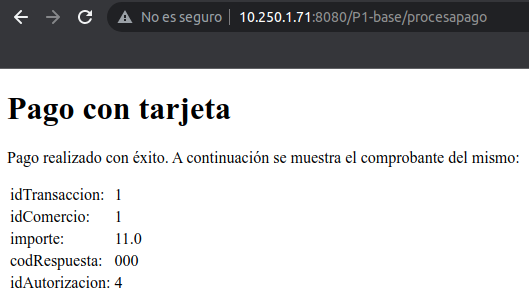 No es seguro 10.250.1.71:8080/P1-base/procesapago
Pago con tarjeta
Pago realizado con éxito. A continuación se muestra el comprobante del mismo:
idTransaccion: 1
idComercio: 1
importe: 11.0
codRespuesta: 000
idAutorizacion: 4